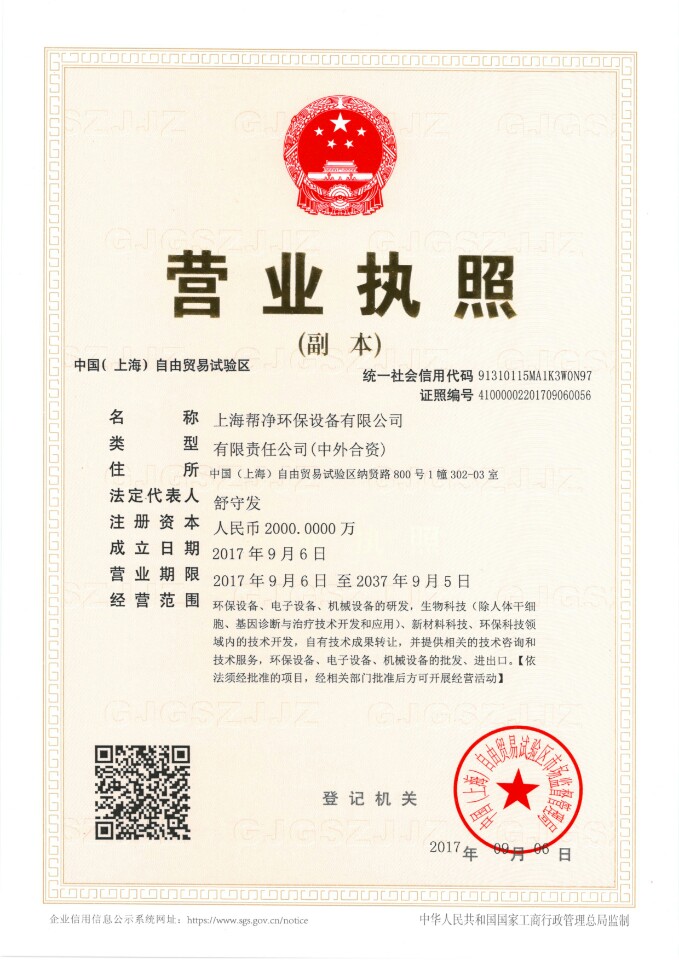 营业执照
(副 本)
中国( 上海) 自由贸易试验区
统一社会信用代码 91310115MA1K3W0N97
证照编号 41000002201709060056
名 称 上海帮净环保设备有限公司
类 型 有限责任公司(中外合资)
住 所 中国（上海）自由贸易试验区纳贤路 800 号 1 幢 302-03 室
法定代表人 舒守发
注册资本 人民币 2000.0000 万
成立日期 2017 年 9 月 6 日
营业期限 2017 年 9 月 6 日 至 2037 年 9 月 5 日
经营范围 环保设备、电子设备、机械设备的研发，生物科技（除人体干细
胞、基因诊断与治疗技术开发和应用）、新材料科技、环保科技领
域内的技术开发，自有技术成果转让，并提供相关的技术咨询和
技术服务，环保设备、电子设备、机械设备的批发、进出口。【依
法须经批准的项目，经相关部门批准后方可开展经营活动】
登记机关
中国(上海)自由贸易试验区市场监督管理局
2017 年 09 月 06 日
企业信用信息公示系统网址：https://www.sgs.gov.cn/notice
中华人民共和国国家工商行政管理总局监制
GJGSZJJZ